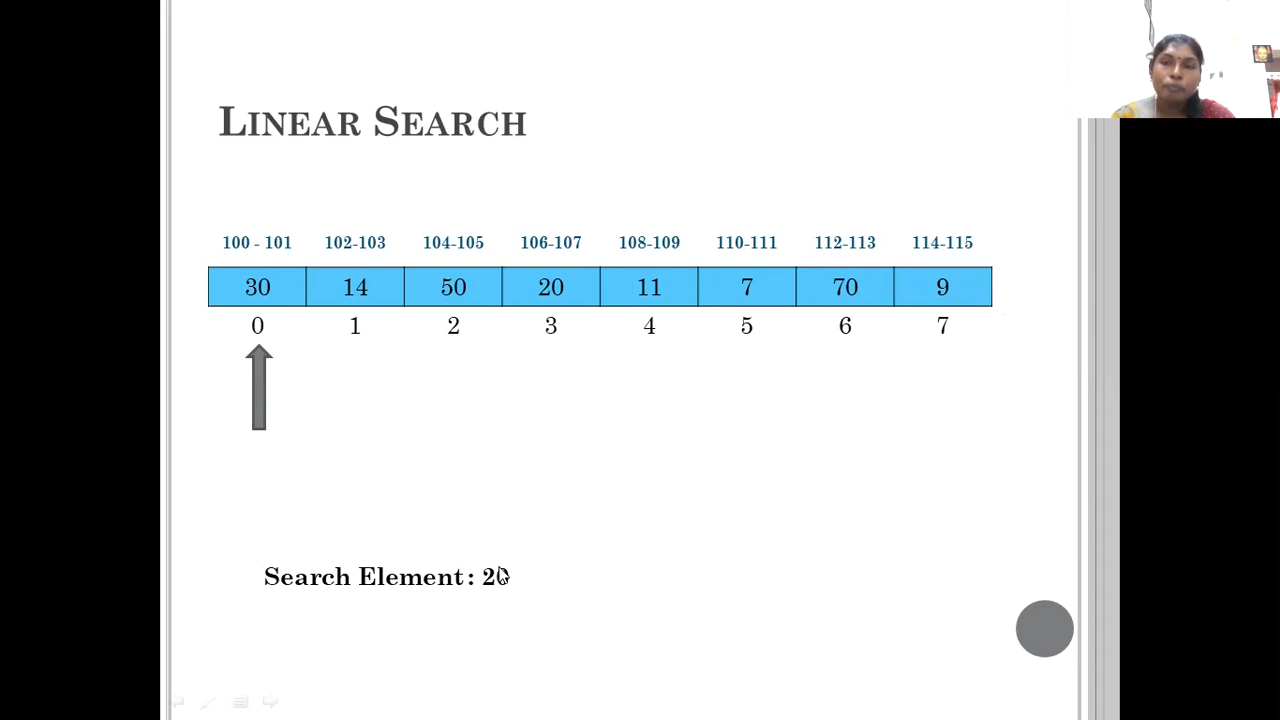 LINEAR SEARCH
100 - 101 102-103 104-105 106-107 108-109 110-111 112-113 114-115
30 14 50 20 11 7 70 9
0 1 2 3 4 5 6 7
Search Element: 20